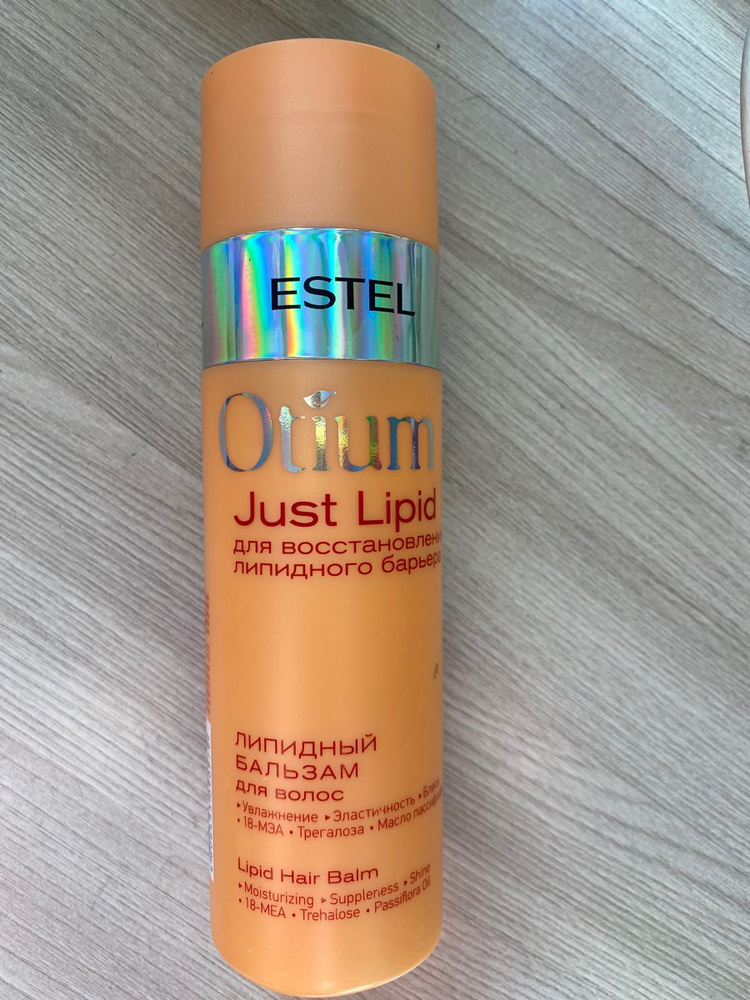 ESTEL
Otium
Just Lipid
для восстановлени
липидного барьера
ЛИПИДНЫЙ
БАЛЬЗАМ
для волос
▸Увлажнение ▸Эластичность ▸Блеск
• 18-МЭА • Трегалоза • Масло
Lipid Hair Balm
▸Moisturizing ▸Suppleness ▸Shine
• 18-MEA • Trehalose • Passiflora Oil